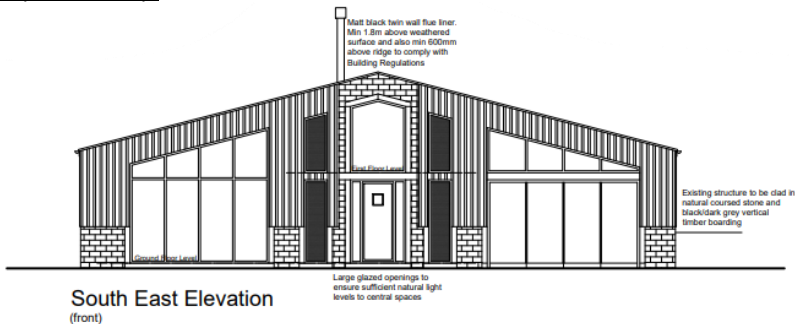 Matt black twin wall flue liner.
Min 1.8m above weathered
surface and also min 600mm
above ridge to comply with
Building Regulations
First Floor Level
Existing structure to be clad in
natural coursed stone and
black/dark grey vertical
timber boarding
Ground Floor Level
Large glazed openings to
ensure sufficient natural light
levels to central spaces
South East Elevation
(front)